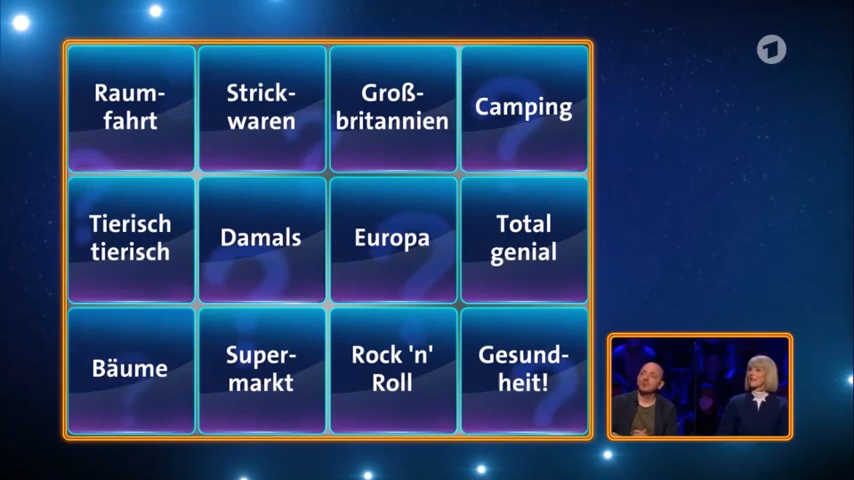 Raum-
fahrt
Strick-
waren
Groß-
britannien
Camping
Tierisch
tierisch
Damals
Europa
Total
genial
Bäume
Super-
markt
Rock 'n'
Roll
Gesund-
heit!
1